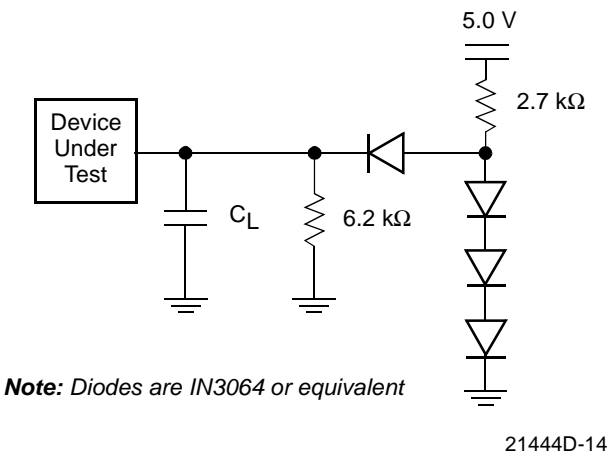 5.0 V
2.7 kΩ
Device
Under
Test
CL
6.2 kΩ
Note: Diodes are IN3064 or equivalent
21444D-14